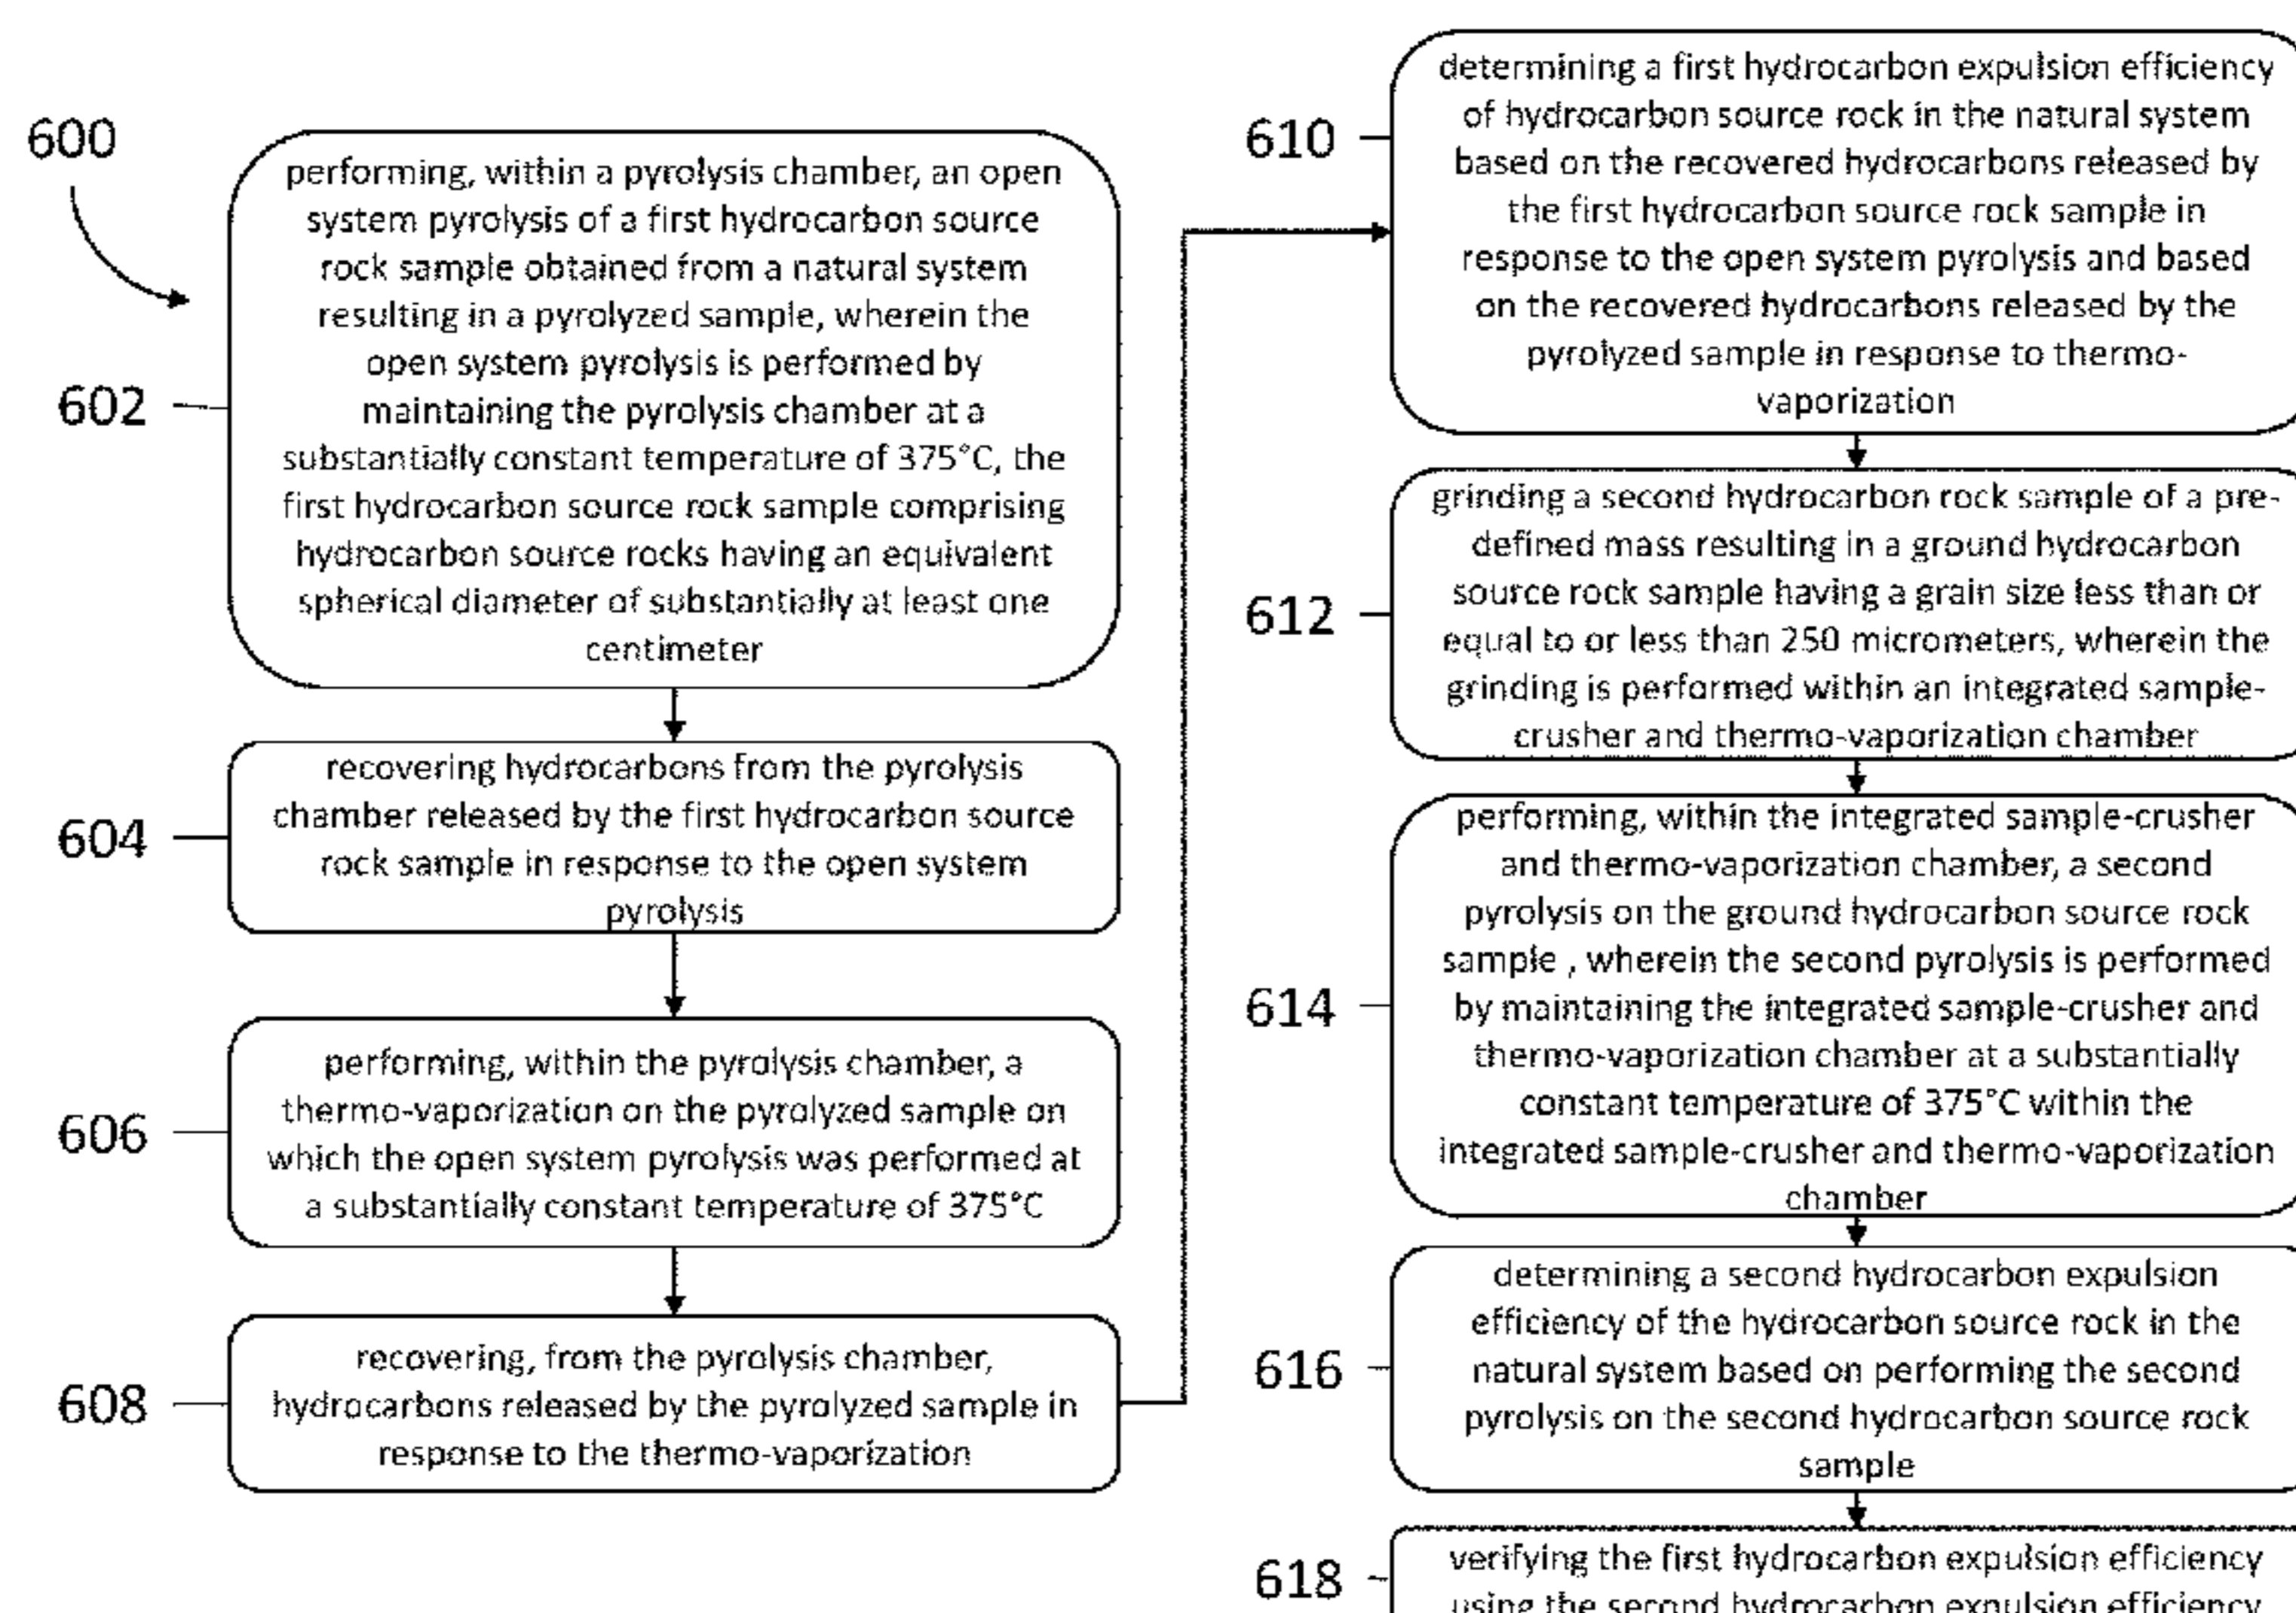 600
602
performing, within a pyrolysis chamber, an open
system pyrolysis of a first hydrocarbon source
rock sample obtained from a natural system
resulting in a pyrolyzed sample, wherein the
open system pyrolysis is performed by
maintaining the pyrolysis chamber at a
substantially constant temperature of 375°C, the
first hydrocarbon source rock sample comprising
hydrocarbon source rocks having an equivalent
spherical diameter of substantially at least one
centimeter
604
recovering hydrocarbons from the pyrolysis
chamber released by the first hydrocarbon source
rock sample in response to the open system
pyrolysis
606
performing, within the pyrolysis chamber, a
thermo-vaporization on the pyrolyzed sample on
which the open system pyrolysis was performed at
a substantially constant temperature of 375°C
608
recovering, from the pyrolysis chamber,
hydrocarbons released by the pyrolyzed sample in
response to the thermo-vaporization
610
determining a first hydrocarbon expulsion efficiency
of hydrocarbon source rock in the natural system
based on the recovered hydrocarbons released by
the first hydrocarbon source rock sample in
response to the open system pyrolysis and based
on the recovered hydrocarbons released by the
pyrolyzed sample in response to thermo-
vaporization
612
grinding a second hydrocarbon rock sample of a pre-
defined mass resulting in a ground hydrocarbon
source rock sample having a grain size less than or
equal to or less than 250 micrometers, wherein the
grinding is performed within an integrated sample-
crusher and thermo-vaporization chamber
614
performing, within the integrated sample-crusher
and thermo-vaporization chamber, a second
pyrolysis on the ground hydrocarbon source rock
sample , wherein the second pyrolysis is performed
by maintaining the integrated sample-crusher and
thermo-vaporization chamber at a substantially
constant temperature of 375°C within the
integrated sample-crusher and thermo-vaporization
chamber
616
determining a second hydrocarbon expulsion
efficiency of the hydrocarbon source rock in the
natural system based on performing the second
pyrolysis on the second hydrocarbon source rock
sample
618
verifying the first hydrocarbon expulsion efficiency
using the second hydrocarbon expulsion efficiency